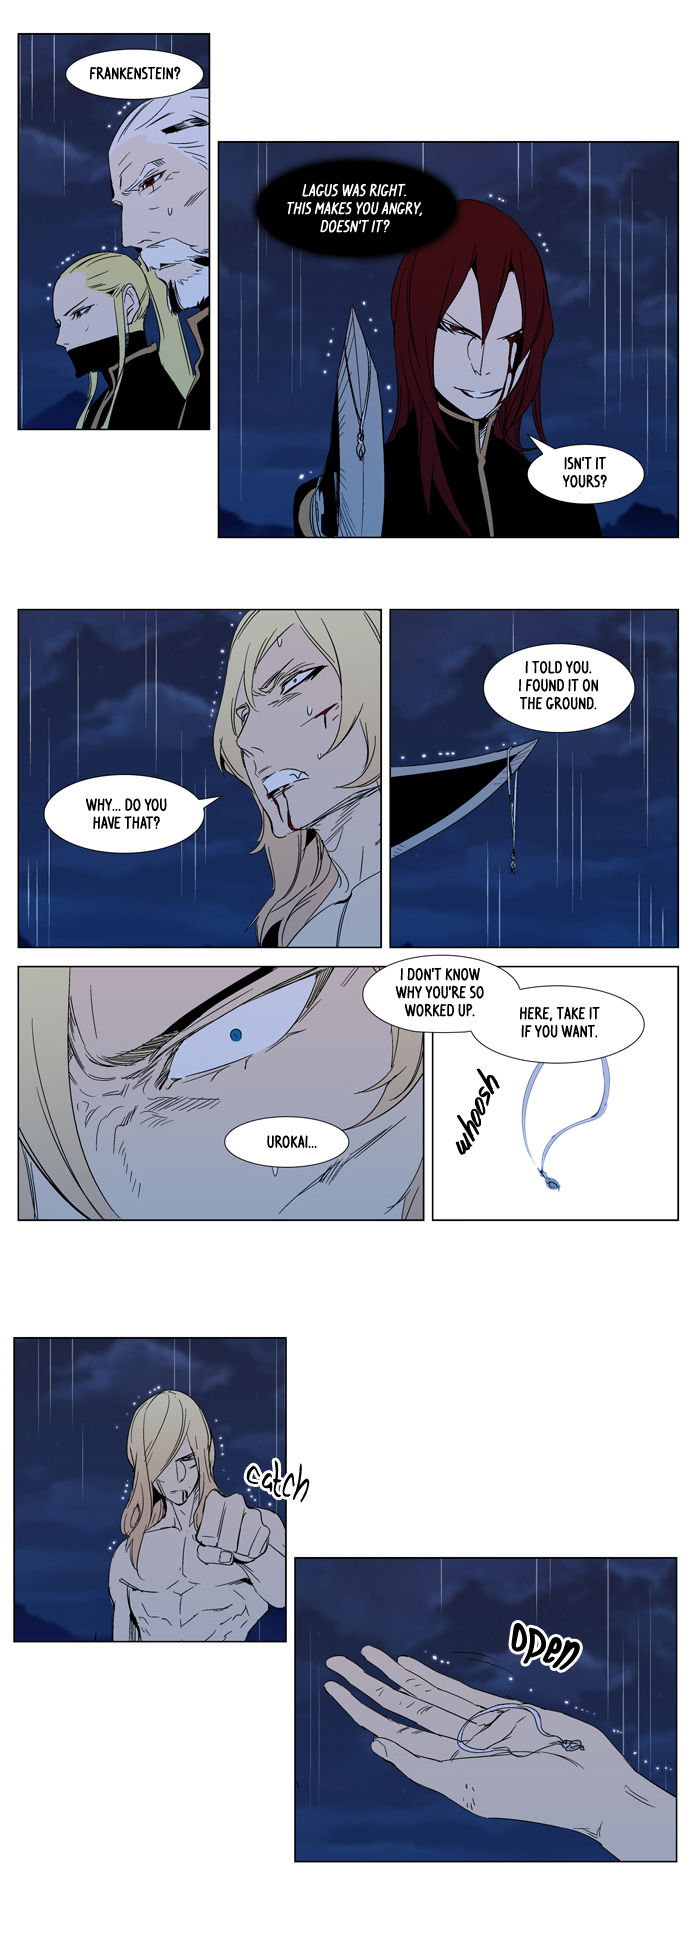 FRANKENSTEIN?
LAGUS WAS RIGHT.
THIS MAKES YOU ANGRY,
DOESN'T IT?
ISN'T IT
YOURS?
WHY... DO YOU
HAVE THAT?
I TOLD YOU.
I FOUND IT ON
THE GROUND.
UROKAI...
I DON'T KNOW
WHY YOU'RE SO
WORKED UP.
HERE, TAKE IT
IF YOU WANT.
whoosh
catch
open